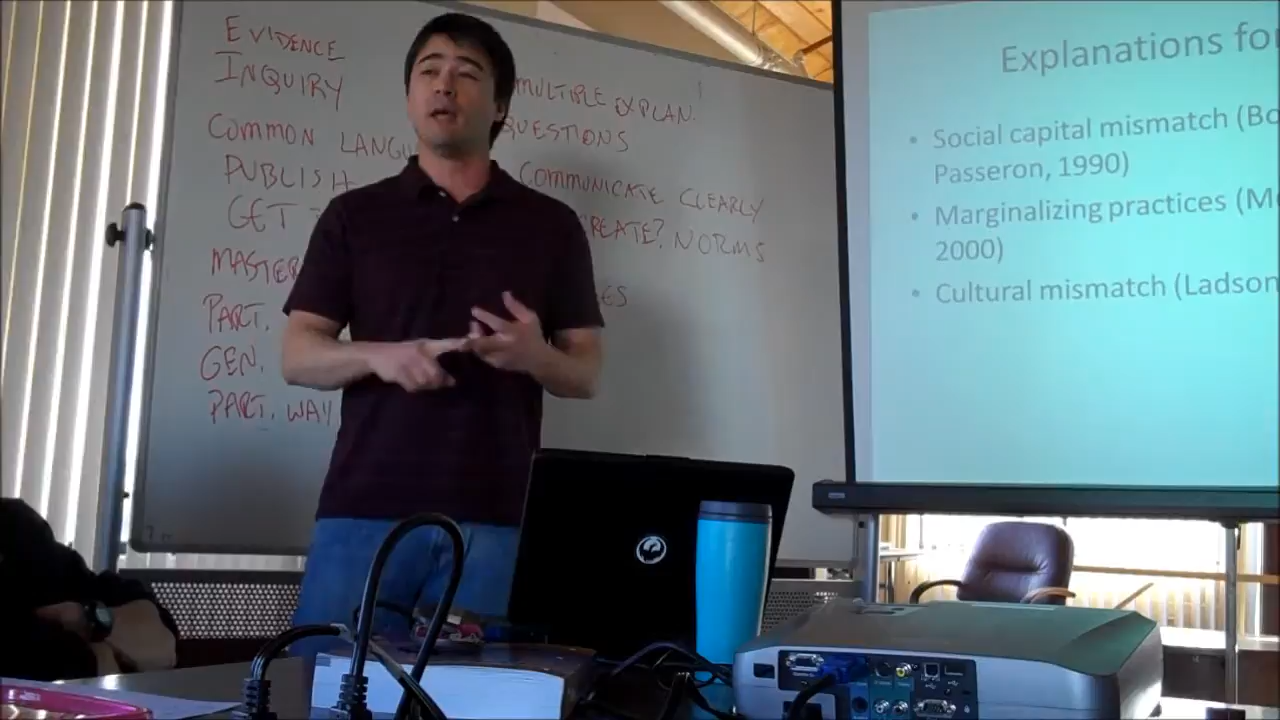 EVIDENCE
INQUIRY
MULTIPLE EXPLAN.
QUESTIONS
COMMON LANGU
PUBLISH
COMMUNICATE CLEARLY
GET
REATE? NORMS
MASTER
ES
PART.
GEN.
PART. WAY
Explanations fo
• Social capital mismatch (Bo
Passeron, 1990)
• Marginalizing practices (M
2000)
• Cultural mismatch (Ladson